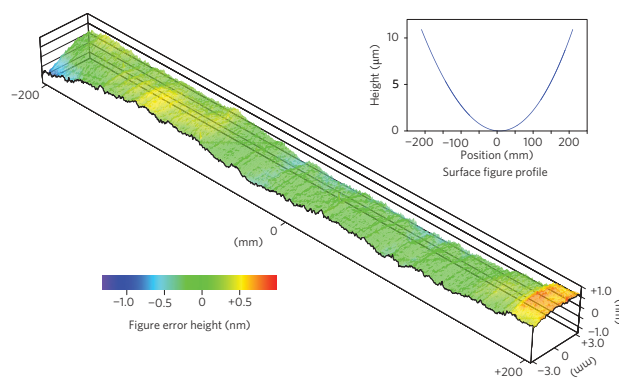 10
5
0
Height (μm)
−200 −100 0 100 200
Position (mm)
Surface figure profile
−200
0
(mm)
+200
−1.0 −0.5 0 +0.5
Figure error height (nm)
+1.0
0
−1.0
+3.0
0
−3.0
(mm)